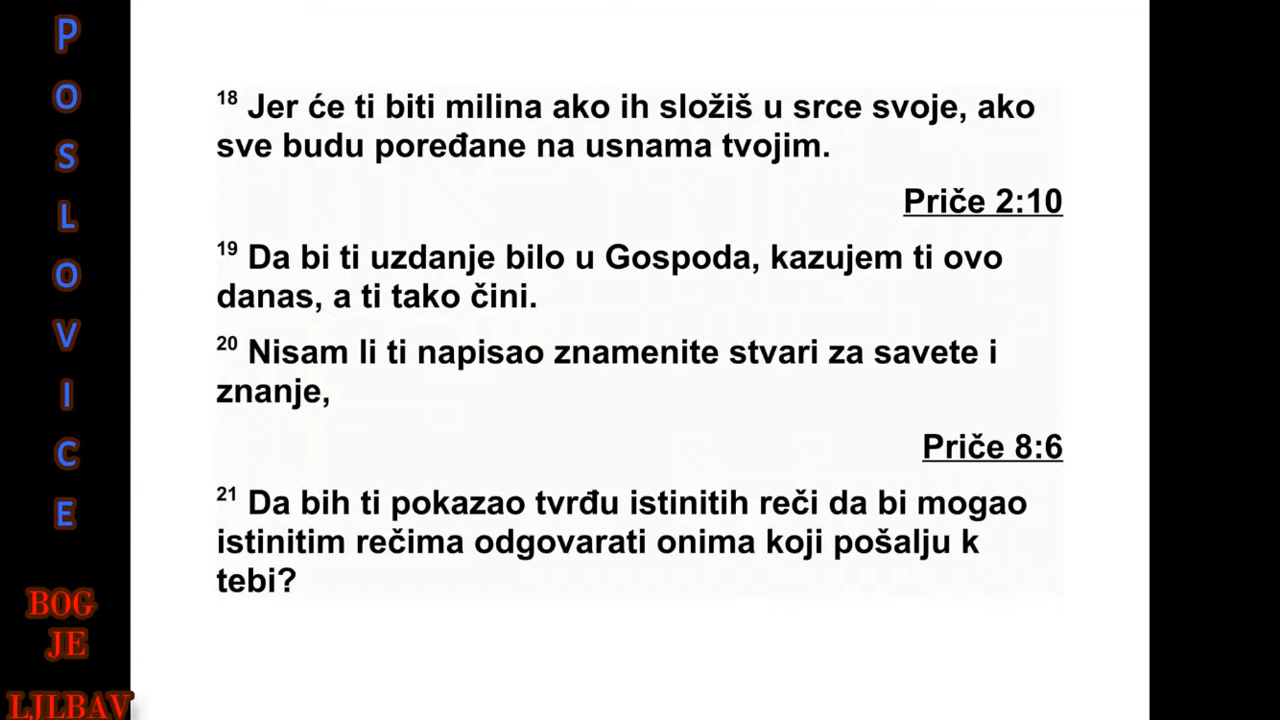 P
O
S
L
O
V
I
C
E
BOG
JE
LJLBAV
18 Jer će ti biti milina ako ih složiš u srce svoje, ako
sve budu poređane na usnama tvojim.
Priče 2:10
19 Da bi ti uzdanje bilo u Gospoda, kazujem ti ovo
danas, a ti tako čini.
20 Nisam li ti napisao znamenite stvari za savete i
znanje,
Priče 8:6
21 Da bih ti pokazao tvrđu istinitih reči da bi mogao
istinitim rečima odgovarati onima koji pošalju k
tebi?